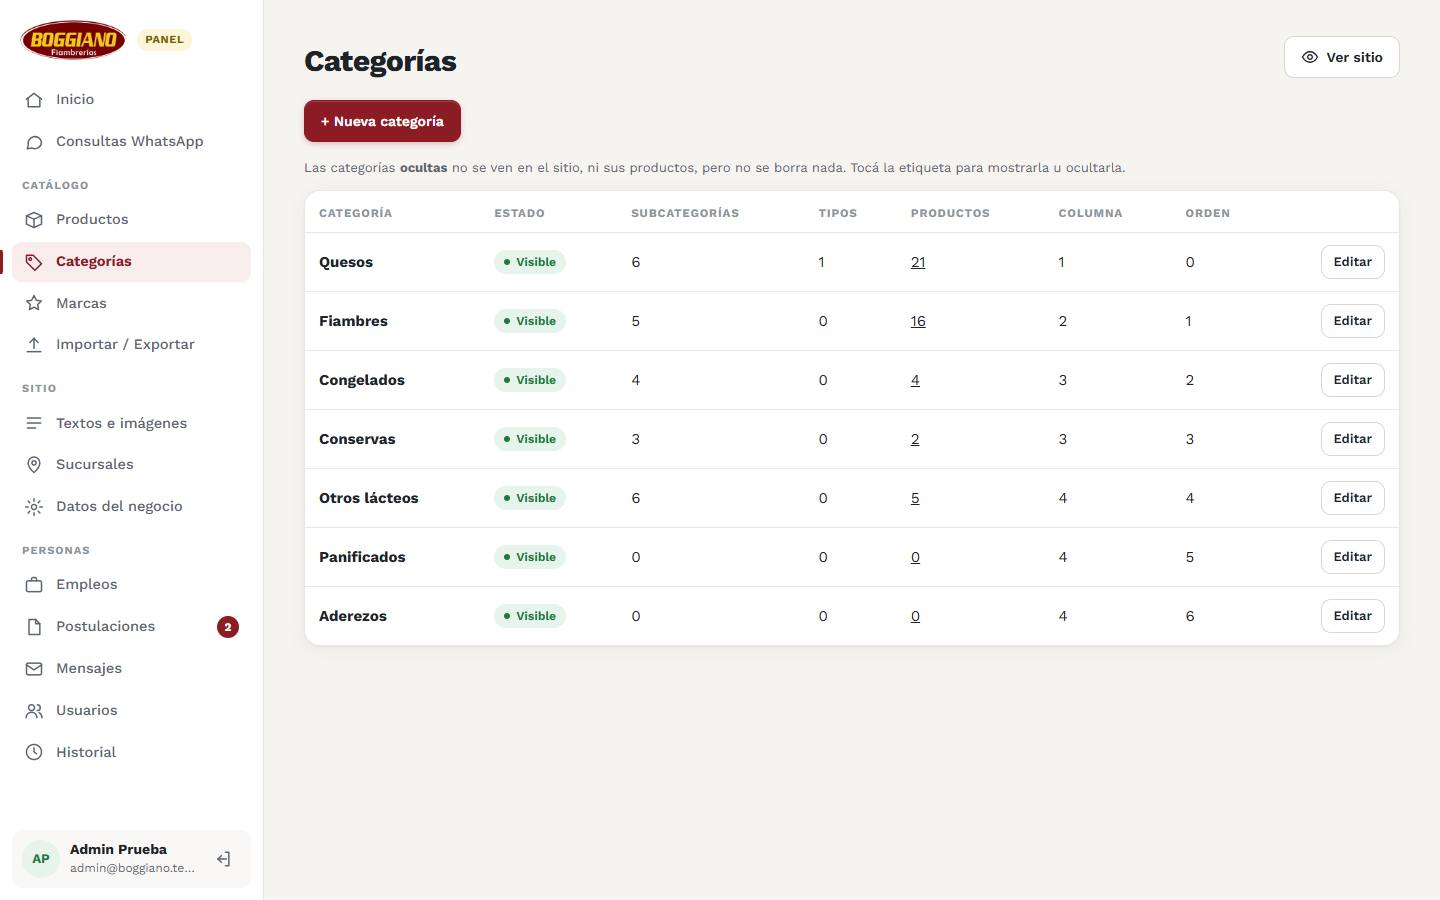 BOGGIANO
Fiambrerías
PANEL
Inicio
Consultas WhatsApp
CATÁLOGO
Productos
Categorías
Marcas
Importar / Exportar
SITIO
Textos e imágenes
Sucursales
Datos del negocio
PERSONAS
Empleos
Postulaciones 2
Mensajes
Usuarios
Historial
AP
Admin Prueba
admin@boggiano.te...
Categorías
Ver sitio
+ Nueva categoría
Las categorías ocultas no se ven en el sitio, ni sus productos, pero no se borra nada. Tocá la etiqueta para mostrarla u ocultarla.
CATEGORÍA ESTADO SUBCATEGORÍAS TIPOS PRODUCTOS COLUMNA ORDEN
Quesos Visible 6 1 21 1 0 Editar
Fiambres Visible 5 0 16 2 1 Editar
Congelados Visible 4 0 4 3 2 Editar
Conservas Visible 3 0 2 3 3 Editar
Otros lácteos Visible 6 0 5 4 4 Editar
Panificados Visible 0 0 0 4 5 Editar
Aderezos Visible 0 0 0 4 6 Editar